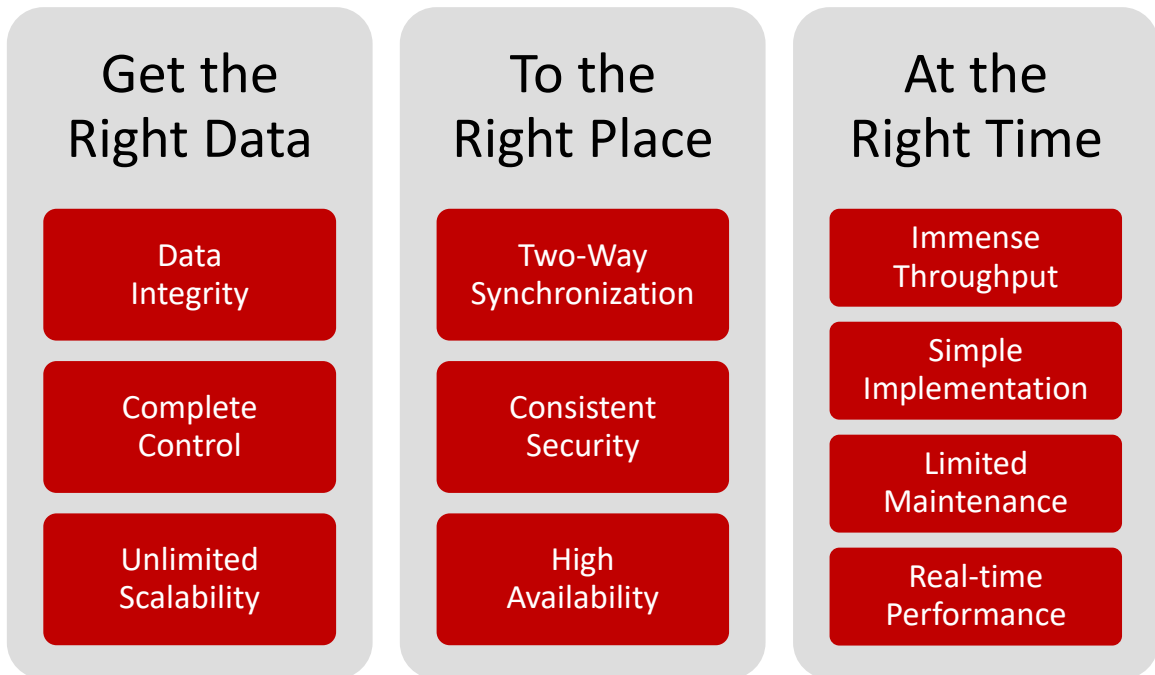 Get the
Right Data
Data
Integrity
Complete
Control
Unlimited
Scalability
To the
Right Place
Two-Way
Synchronization
Consistent
Security
High
Availability
At the
Right Time
Immense
Throughput
Simple
Implementation
Limited
Maintenance
Real-time
Performance